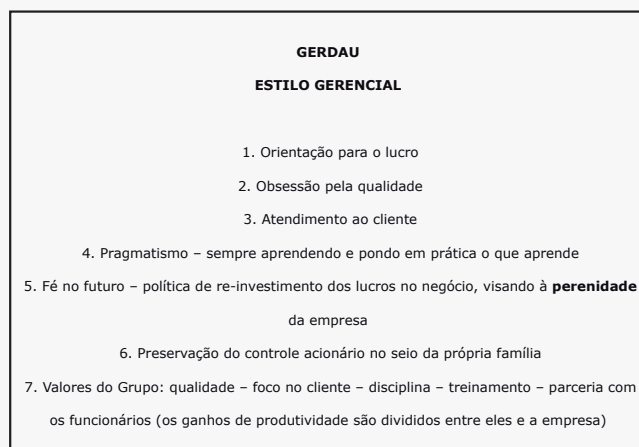 GERDAU
ESTILO GERENCIAL
1. Orientação para o lucro
2. Obsessão pela qualidade
3. Atendimento ao cliente
4. Pragmatismo – sempre aprendendo e pondo em prática o que aprende
5. Fé no futuro – política de re-investimento dos lucros no negócio, visando à perenidade
da empresa
6. Preservação do controle acionário no seio da própria família
7. Valores do Grupo: qualidade – foco no cliente – disciplina – treinamento – parceria com
os funcionários (os ganhos de produtividade são divididos entre eles e a empresa)